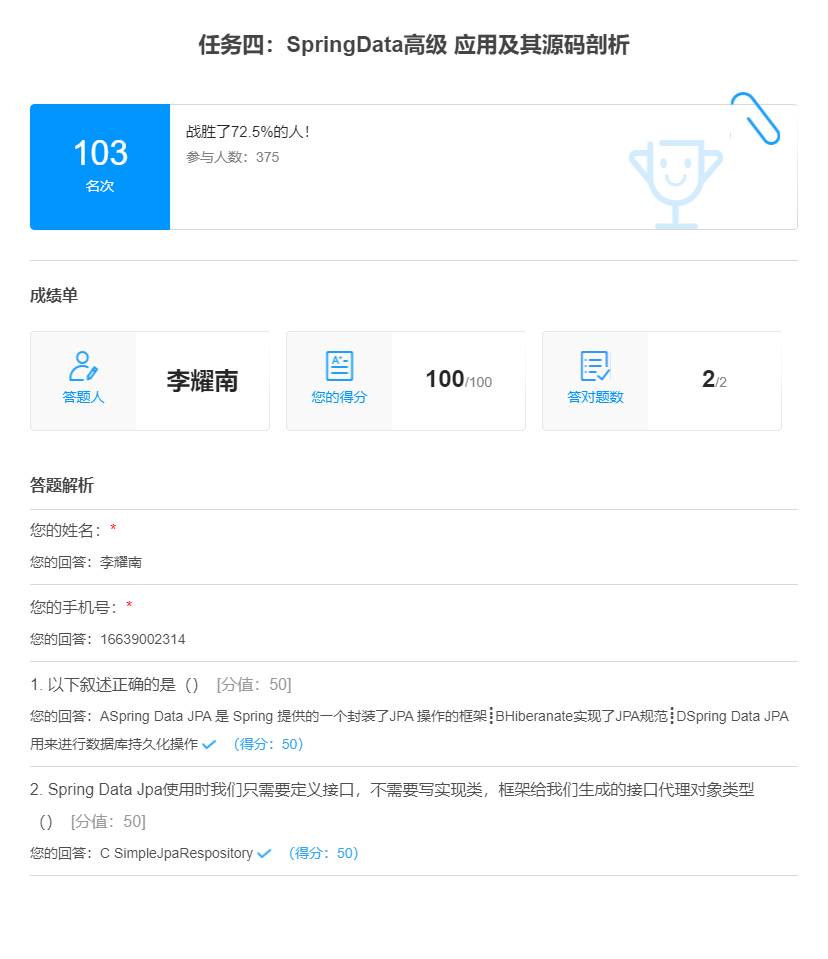 任务四：SpringData高级 应用及其源码剖析
103
名次
战胜了72.5%的人！
参与人数：375
成绩单
答题人
李耀南
A+-
您的得分
100/100
答对题数
2/2
答题解析
您的姓名：*
您的回答：李耀南
您的手机号：*
您的回答：16639002314
1. 以下叙述正确的是（） [分值：50]
您的回答：ASpring Data JPA 是 Spring 提供的一个封装了JPA 操作的框架┋BHiberanate实现了JPA规范┋DSpring Data JPA
用来进行数据库持久化操作 （得分：50）
2. Spring Data Jpa使用时我们只需要定义接口，不需要写实现类，框架给我们生成的接口代理对象类型
（） [分值：50]
您的回答：C SimpleJpaRespository （得分：50）